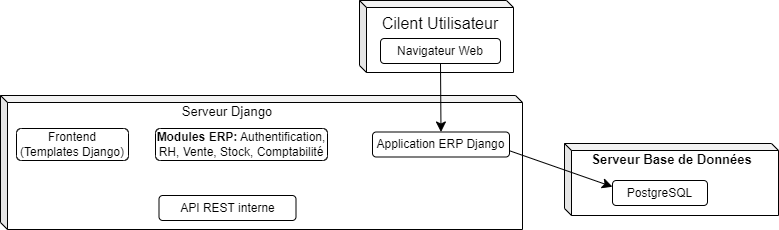 Cilent Utilisateur
Navigateur Web
Serveur Django
Frontend
(Templates Django)
Modules ERP: Authentification,
RH, Vente, Stock, Comptabilité
Application ERP Django
API REST interne
Serveur Base de Données
PostgreSQL